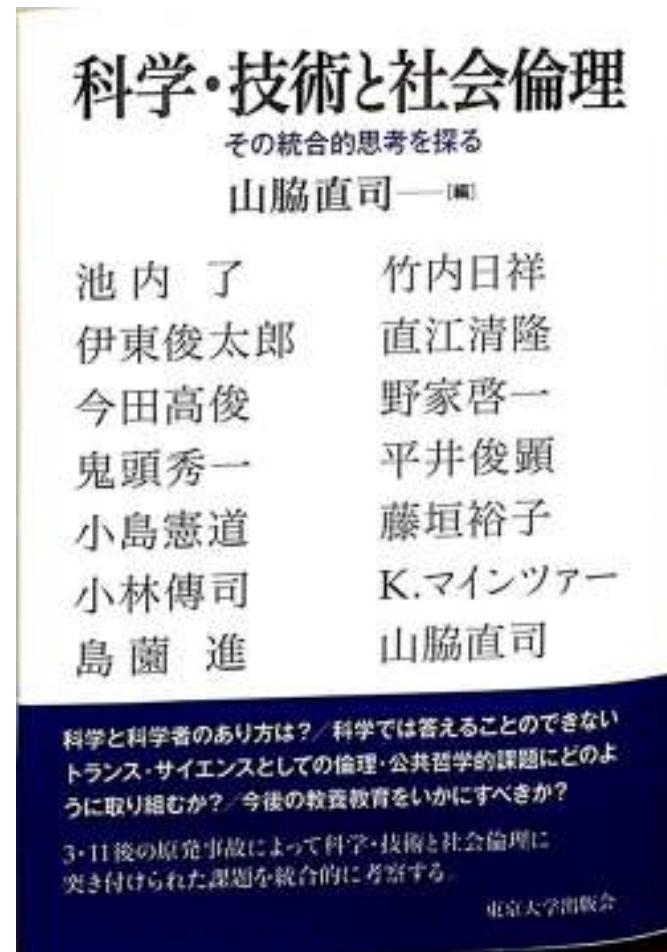 科学・技術と社会倫理
その統合的思考を探る
山脇直司──[編]
池内 了
伊東俊太郎
今田高俊
鬼頭秀一
小島憲道
小林傳司
島薗 進
竹内日祥
直江清隆
野家啓一
平井俊顕
藤垣裕子
K.マインツァー
山脇直司
科学と科学者のあり方は？／科学では答えることのできない
トランス・サイエンスとしての倫理・公共哲学的課題にどのよ
うに取り組むか？／今後の教養教育をいかにすべきか？
3・11後の原発事故によって科学・技術と社会倫理に
突き付けられた課題を統合的に考察する。
東京大学出版会